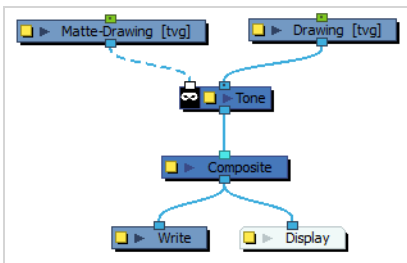 Matte-Drawing [tvg]
Drawing [tvg]
Tone
Composite
Write
Display